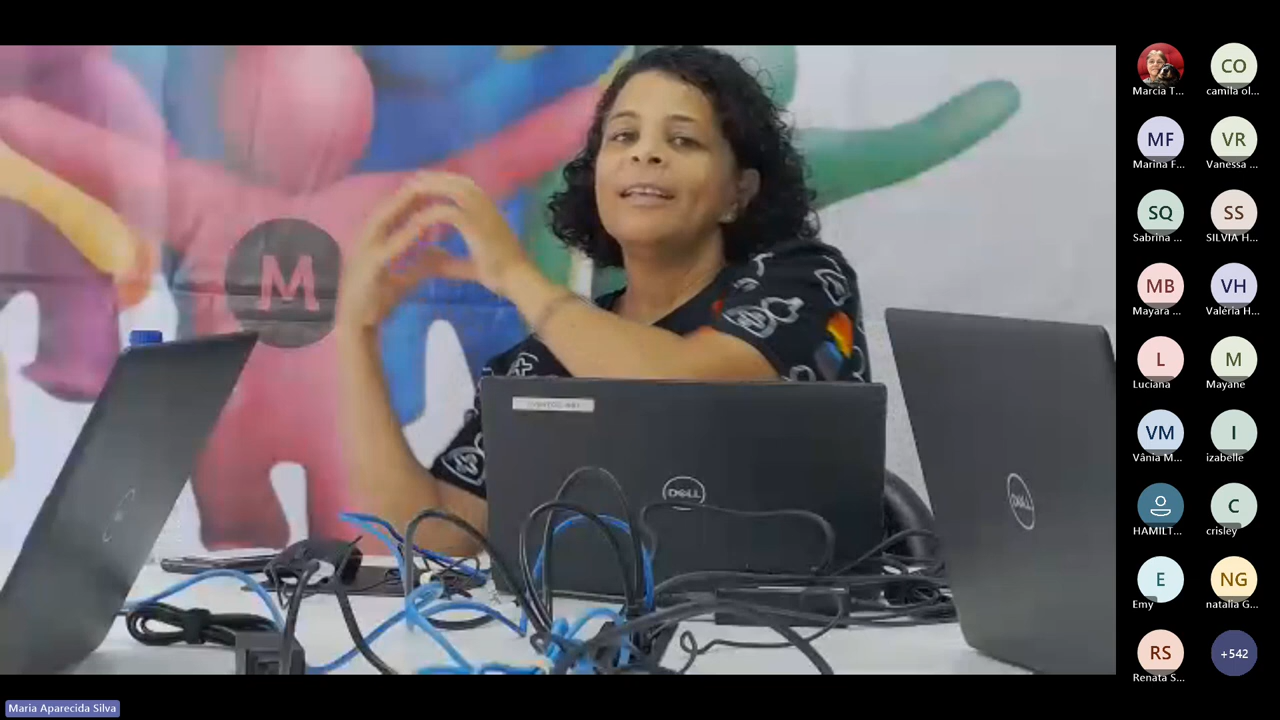 M
DELL
DELL
Maria Aparecida Silva
Marcia T...
CO
camila ol...
MF
Marina F...
VR
Vanessa ...
SQ
Sabrina ...
SS
SILVIA H...
MB
Mayara ...
VH
Valéria H...
L
Luciana
M
Mayane
VM
Vânia M...
I
izabelle
HAMILT...
C
crisley
E
Emy
NG
natalia G...
RS
Renata S...
+542